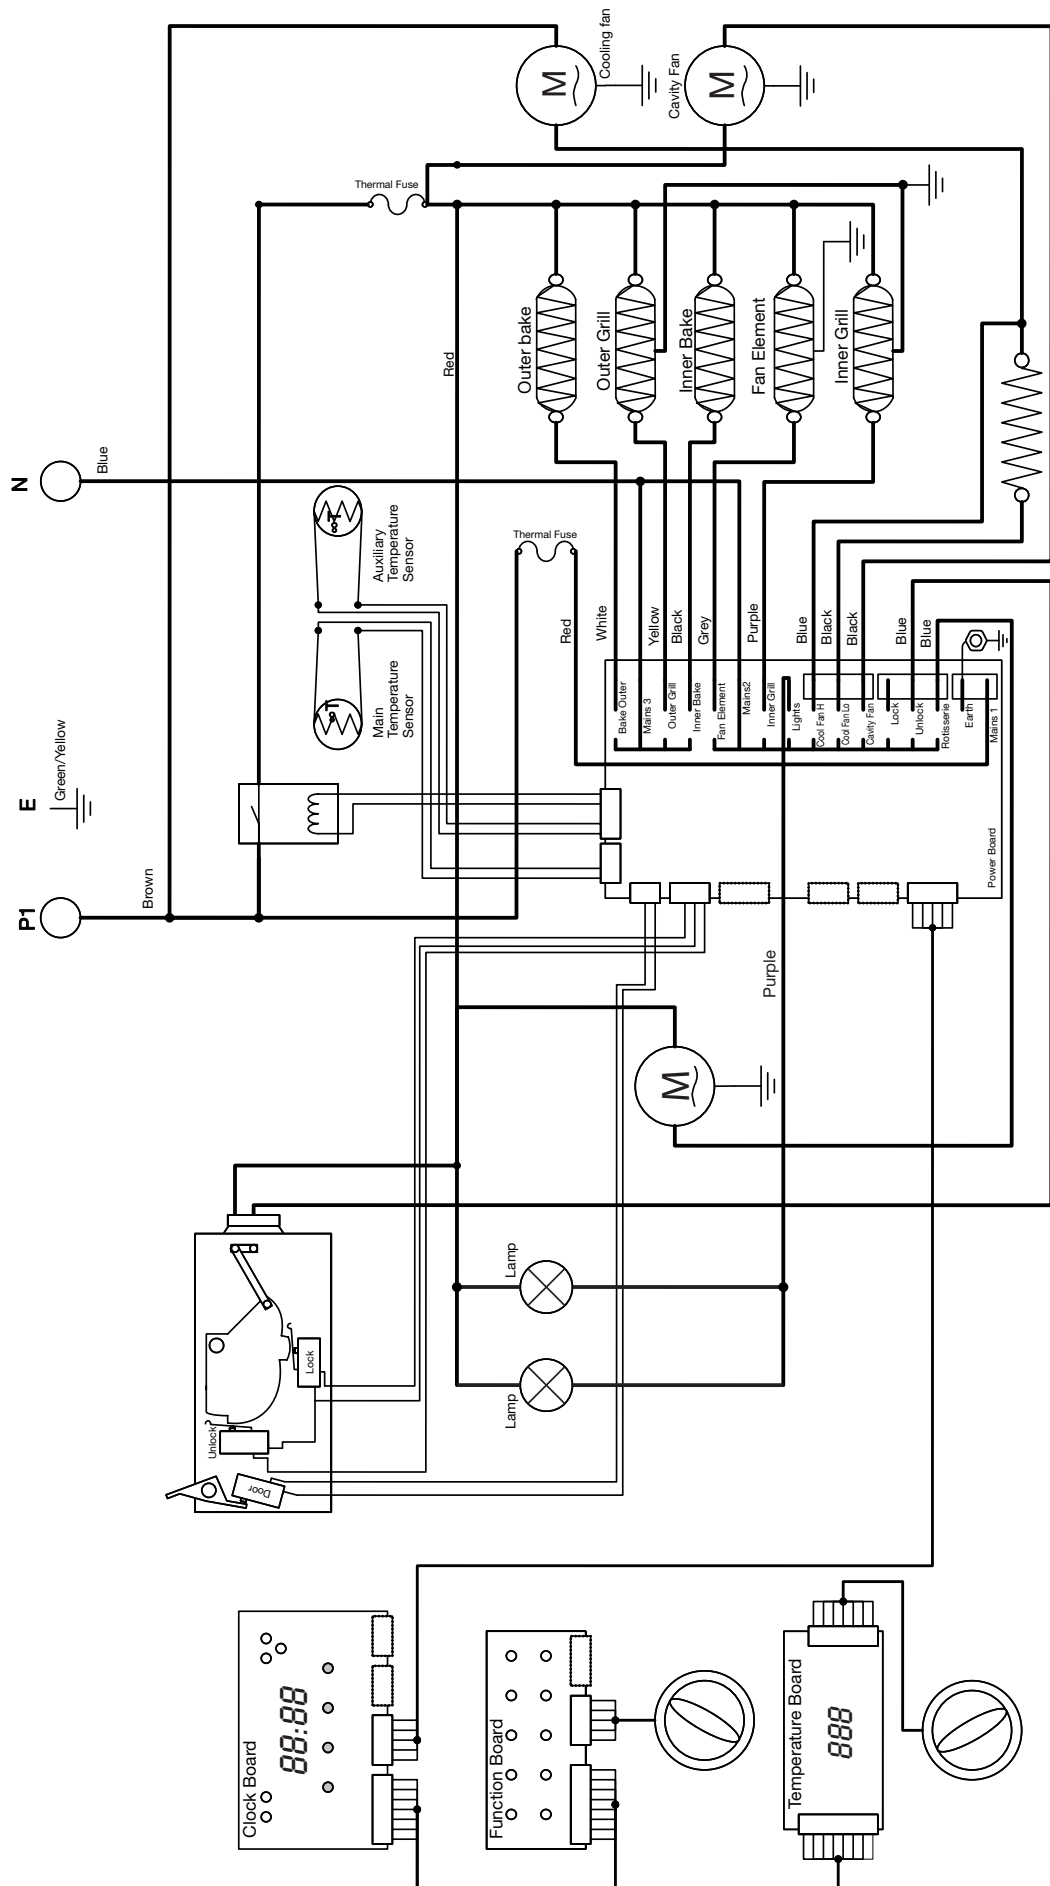 Cooling fan
M
Cavity Fan
M
Thermal Fuse
Outer bake
Outer Grill
Inner Bake
Fan Element
Inner Grill
Red
N
Blue
T
Auxiliary
Temperature
Sensor
Thermal Fuse
Red
White
Yellow
Black
Grey
Purple
Blue
Black
Black
Blue
Blue
T
Main
Temperature
Sensor
Bake Outer
Mains 3
Outer Grill
Inner Bake
Fan Element
Mains2
Inner Grill
Lights
Cool Fan H
Cool Fan Lo
Cavity Fan
Lock
Unlock
Rotisserie
Earth
Mains 1
E
Green/Yellow
Power Board
P1
Brown
Purple
M
Lamp
Lamp
Lock
Unlock
Door
Clock Board
88:88
Function Board
Temperature Board
888